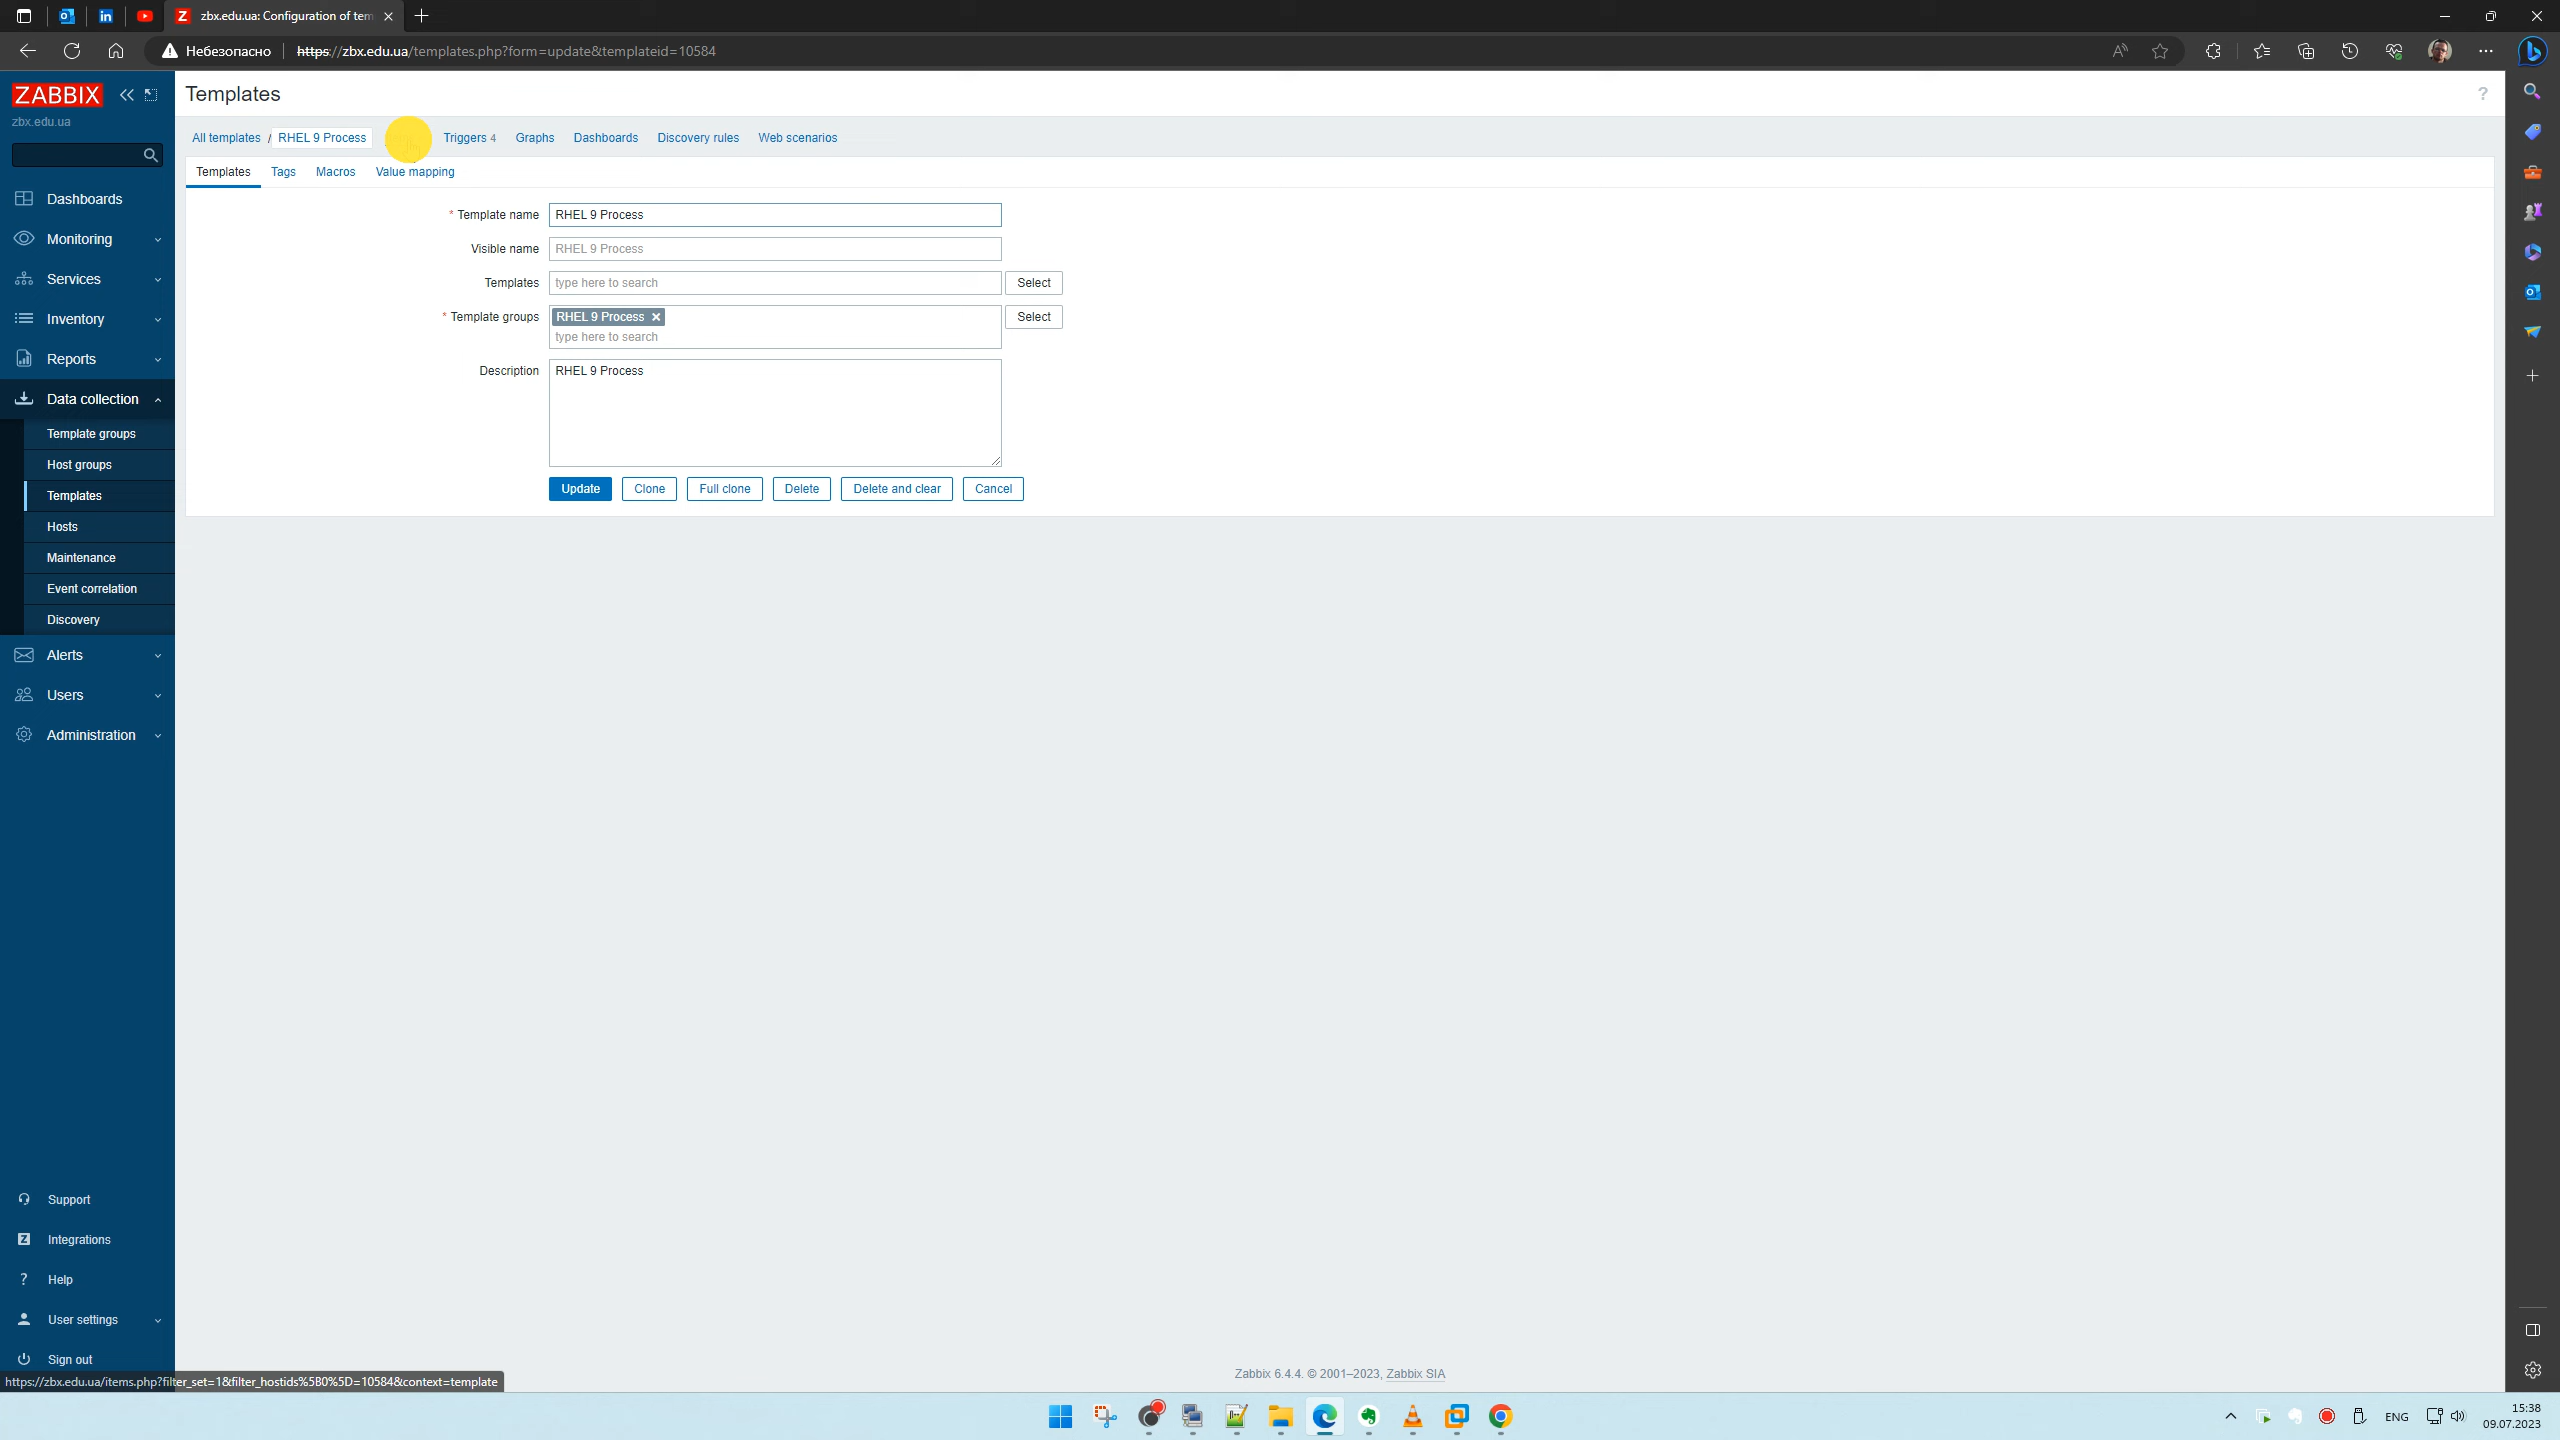 zbx.edu.ua: Configuration of tem
Небезопасно
https://zbx.edu.ua/templates.php?form=update&templateid=10584
ZABBIX
zbx.edu.ua
Dashboards
Monitoring
Services
Inventory
Reports
Data collection
Template groups
Host groups
Templates
Hosts
Maintenance
Event correlation
Discovery
Alerts
Users
Administration
Support
Integrations
Help
User settings
Sign out
Templates
?
All templates / RHEL 9 Process Triggers 4 Graphs Dashboards Discovery rules Web scenarios
Templates Tags Macros Value mapping
* Template name RHEL 9 Process
Visible name RHEL 9 Process
Templates type here to search Select
* Template groups RHEL 9 Process Select
type here to search
Description RHEL 9 Process
Update Clone Full clone Delete Delete and clear Cancel
Zabbix 6.4.4. © 2001–2023, Zabbix SIA
https://zbx.edu.ua/items.php?filter_set=1&filter_hostids%5B0%5D=10584&context=template
ENG
15:38
09.07.2023